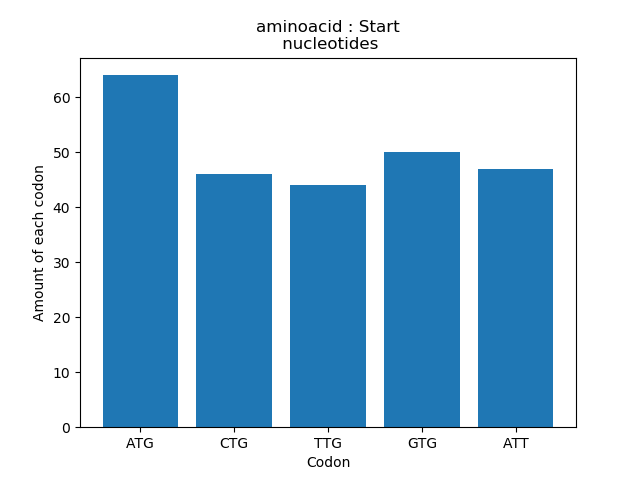 aminoacid : Start
nucleotides
Amount of each codon
60
50
40
30
20
10
0
ATG CTG TTG GTG ATT
Codon